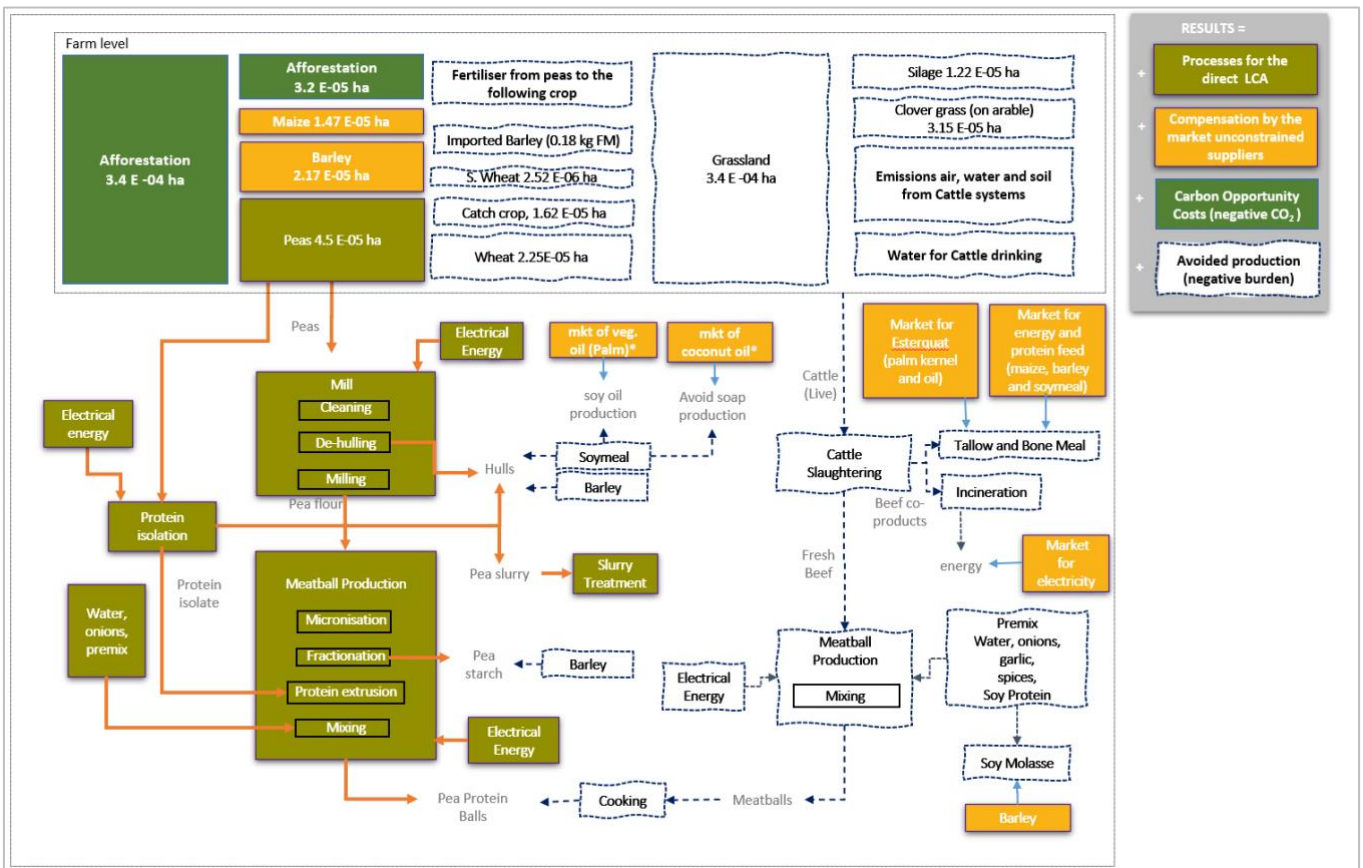 Farm level
Afforestation
3.4 E -04 ha
Afforestation
3.2 E-05 ha
Maize 1.47 E-05 ha
Barley
2.17 E-05 ha
Peas 4.5 E-05 ha
Fertiliser from peas to the
following crop
Imported Barley (0.18 kg FM)
S. Wheat 2.52 E-06 ha
Catch crop, 1.62 E-05 ha
Wheat 2.25E-05 ha
Grassland
3.4 E -04 ha
Silage 1.22 E-05 ha
Clover grass (on arable)
3.15 E-05 ha
Emissions air, water and soil
from Cattle systems
Water for Cattle drinking
RESULTS =
+
Processes for the
direct LCA
+
Compensation by the
market unconstrained
suppliers
+
Carbon Opportunity
Costs (negative CO₂ )
+
Avoided production
(negative burden)
Peas
Electrical
Energy
mkt of veg.
oil (Palm)*
mkt of
coconut oil*
Cattle
(Live)
Market for
Esterquat
(palm kernel
and oil)
Market for
energy and
protein feed
(maize, barley
and soymeal)
Mill
Cleaning
De-hulling
Milling
Electrical
energy
soy oil
production
Avoid soap
production
Hulls
Soymeal
Barley
Cattle
Slaughtering
Tallow and Bone Meal
Incineration
Beef co-
products
Pea flour
Protein
isolation
Pea slurry
Slurry
Treatment
Fresh
Beef
energy
Market
for
electricity
Protein
isolate
Water,
onions,
premix
Meatball Production
Micronisation
Fractionation
Protein extrusion
Mixing
Pea
starch
Barley
Electrical
Energy
Electrical
Energy
Meatball
Production
Mixing
Premix
Water, onions,
garlic,
spices,
Soy Protein
Soy Molasse
Barley
Pea Protein
Balls
Cooking
Meatballs